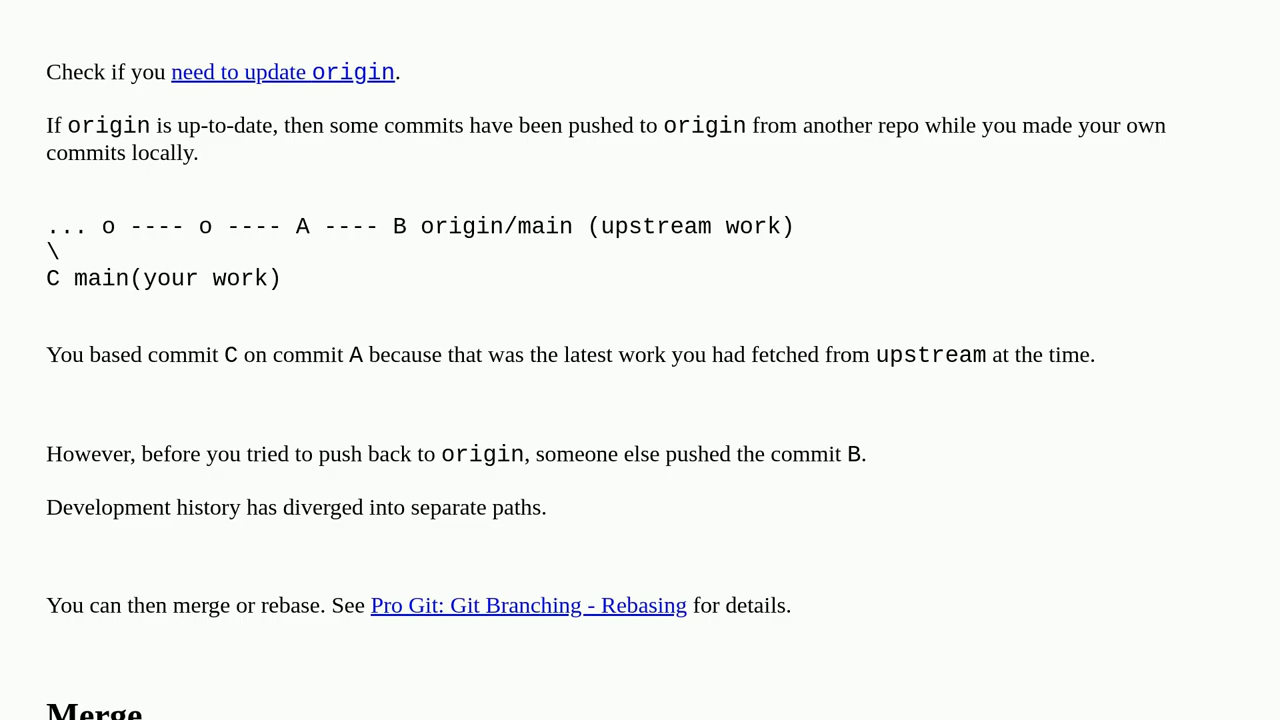 Check if you need to update origin.
If origin is up-to-date, then some commits have been pushed to origin from another repo while you made your own
commits locally.
... o ---- o ---- A ---- B origin/main (upstream work)
\
C main(your work)
You based commit C on commit A because that was the latest work you had fetched from upstream at the time.
However, before you tried to push back to origin, someone else pushed the commit B.
Development history has diverged into separate paths.
You can then merge or rebase. See Pro Git: Git Branching - Rebasing for details.
Merge